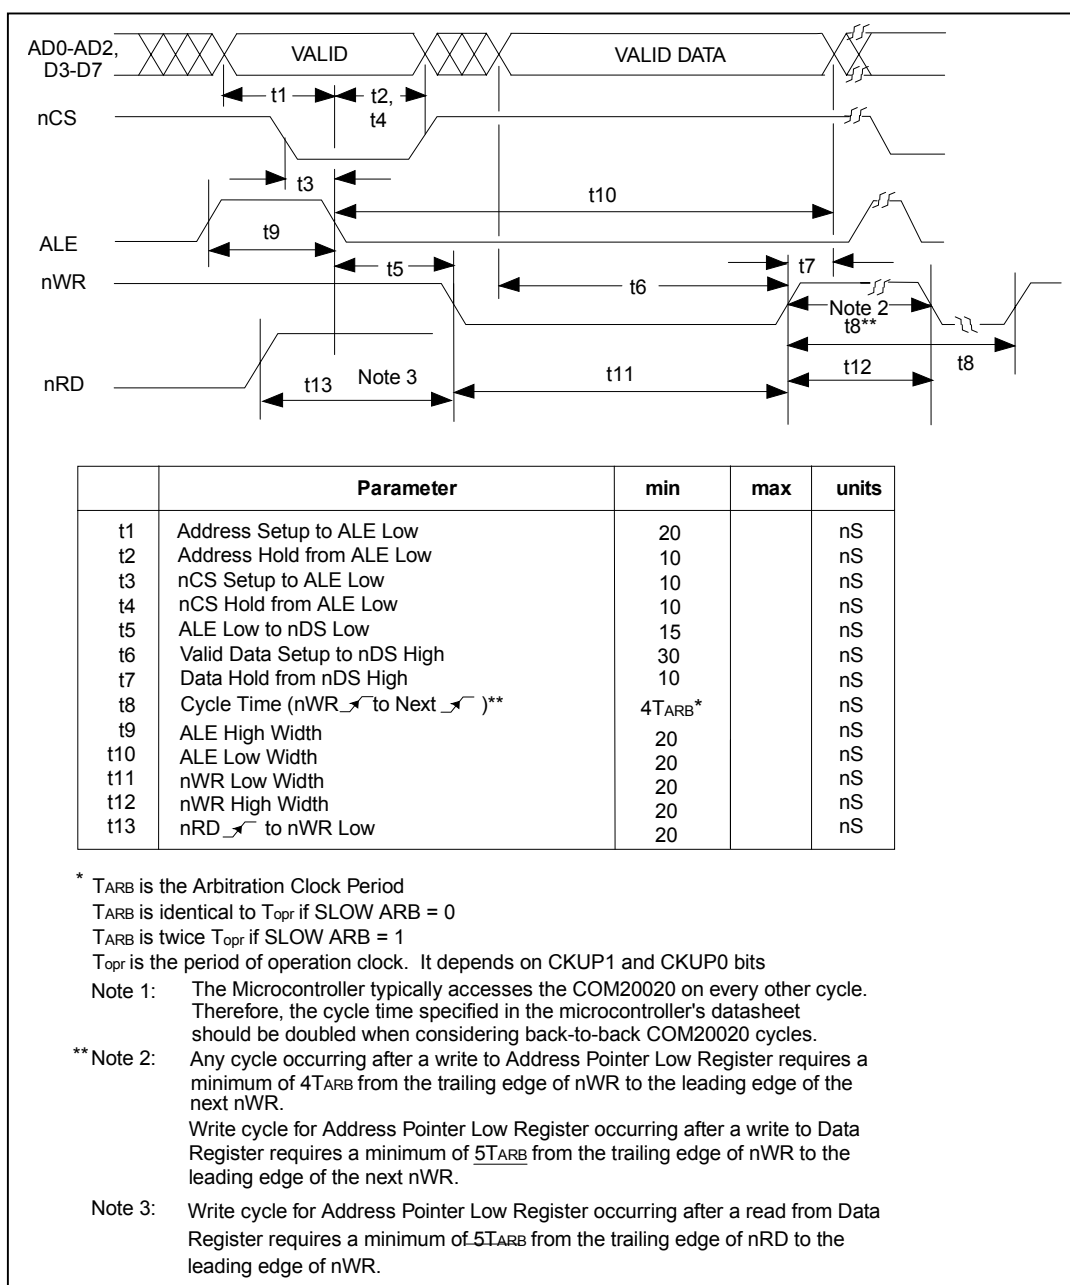 AD0-AD2,
D3-D7
VALID
VALID DATA
t1
t2,
t4
nCS
t3
t10
ALE
t9
t5
t7
nWR
t6
Note 2
t8**
nRD
t13
Note 3
t11
t12
t8
Parameter min max units
t1 Address Setup to ALE Low 20 nS
t2 Address Hold from ALE Low 10 nS
t3 nCS Setup to ALE Low 10 nS
t4 nCS Hold from ALE Low 10 nS
t5 ALE Low to nDS Low 15 nS
t6 Valid Data Setup to nDS High 30 nS
t7 Data Hold from nDS High 10 nS
t8 Cycle Time (nWR to Next )** 4TARB* nS
t9 ALE High Width 20 nS
t10 ALE Low Width 20 nS
t11 nWR Low Width 20 nS
t12 nWR High Width 20 nS
t13 nRD to nWR Low 20 nS
* TARB is the Arbitration Clock Period
TARB is identical to Topr if SLOW ARB = 0
TARB is twice Topr if SLOW ARB = 1
Topr is the period of operation clock. It depends on CKUP1 and CKUP0 bits
Note 1: The Microcontroller typically accesses the COM20020 on every other cycle.
Therefore, the cycle time specified in the microcontroller's datasheet
should be doubled when considering back-to-back COM20020 cycles.
**Note 2: Any cycle occurring after a write to Address Pointer Low Register requires a
minimum of 4TARB from the trailing edge of nWR to the leading edge of the
next nWR.
Write cycle for Address Pointer Low Register occurring after a write to Data
Register requires a minimum of 5TARB from the trailing edge of nWR to the
leading edge of the next nWR.
Note 3: Write cycle for Address Pointer Low Register occurring after a read from Data
Register requires a minimum of 5TARB from the trailing edge of nRD to the
leading edge of nWR.